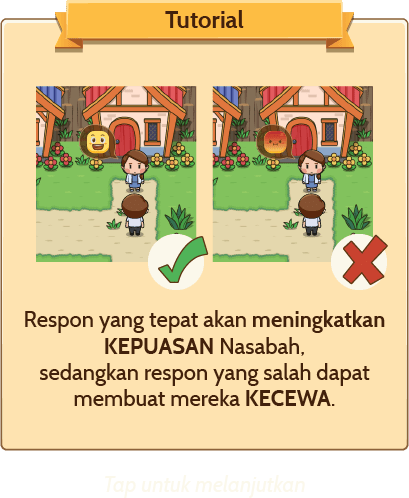 Tutorial
Respon yang tepat akan meningkatkan
KEPUASAN Nasabah,
sedangkan respon yang salah dapat
membuat mereka KECEWA.
Tap untuk melanjutkan